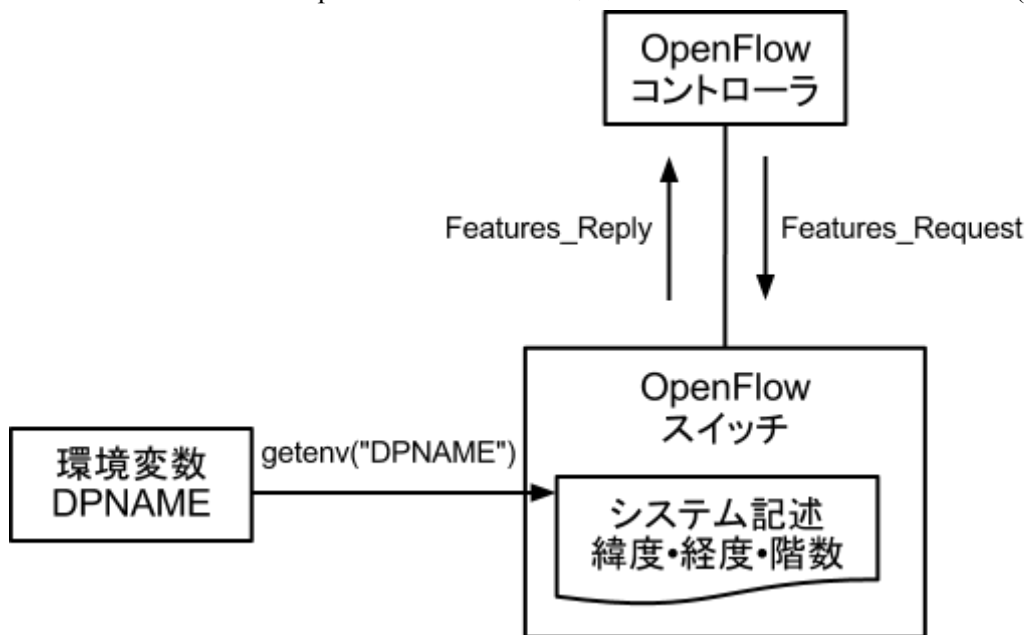 OpenFlow
コントローラ
Features_Reply
Features_Request
OpenFlow
スイッチ
環境変数
DPNAME
getenv("DPNAME")
システム記述
緯度・経度・階数